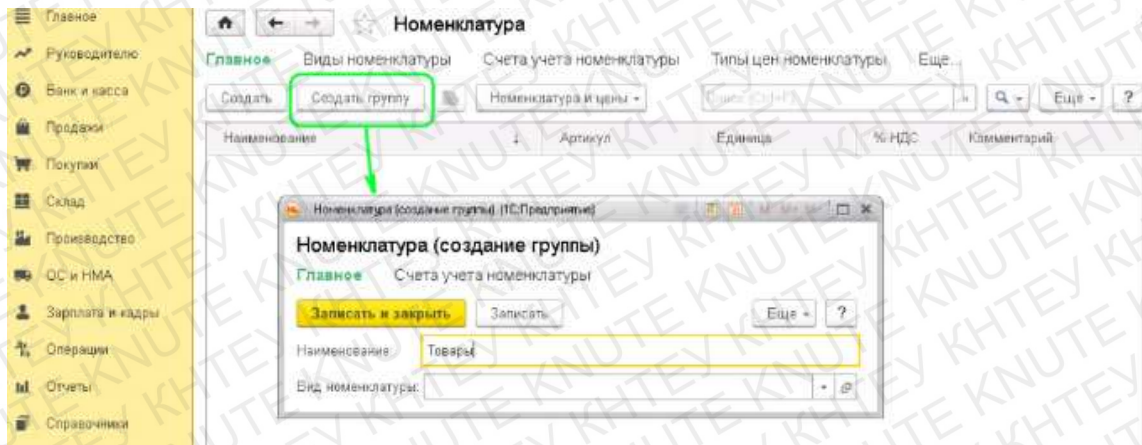 Главное
Руководителю
Банк и касса
Продажи
Покупки
Склад
Производство
ОС и НМА
Зарплата и кадры
Операции
Отчеты
Справочники
Номенклатура
Главное Виды номенклатуры Счета учета номенклатуры Типы цен номенклатуры Еще...
Создать Создать группу Номенклатура и цены Поиск (Ctrl+F) Еще ?
Наименование Артикул Единица % НДС Комментарий
Номенклатура (создание группы) (1С:Предприятие)
Номенклатура (создание группы)
Главное Счета учета номенклатуры
Записать и закрыть Записать Еще ?
Наименование: Товары
Вид номенклатуры: